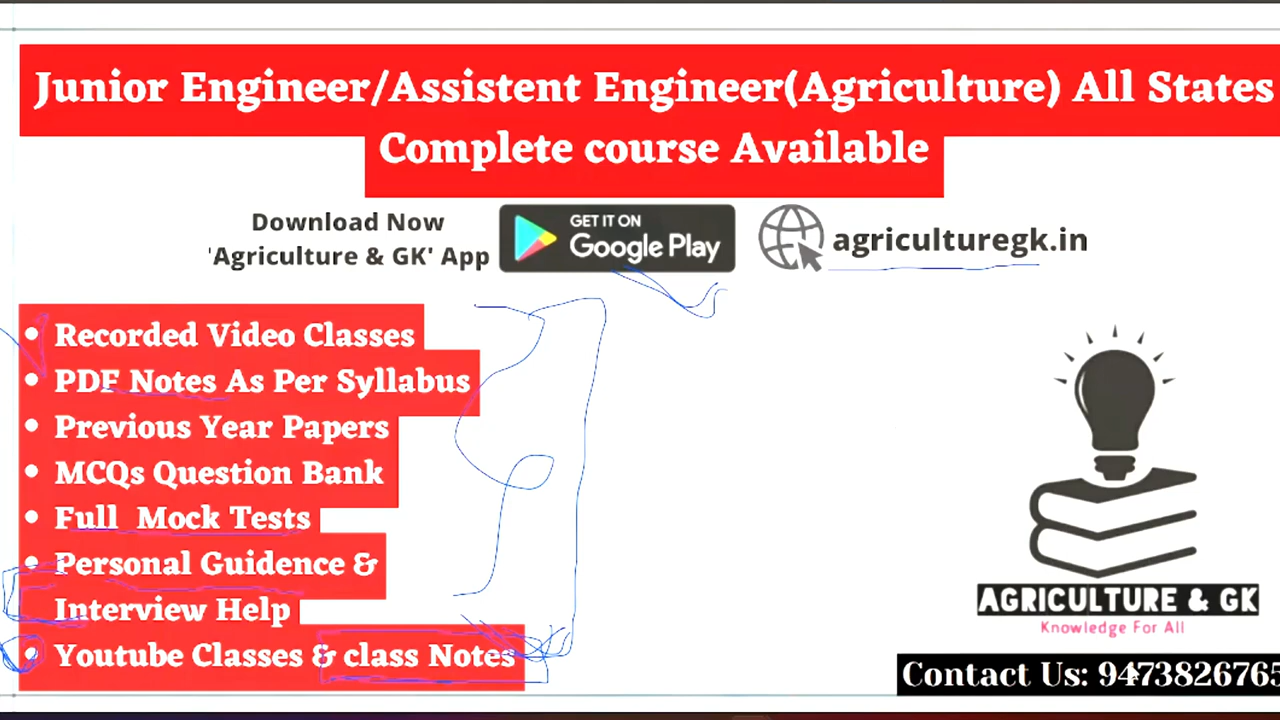 Junior Engineer/Assistent Engineer(Agriculture) All States
Complete course Available
Download Now
'Agriculture & GK' App
GET IT ON
Google Play
agriculturegk.in
• Recorded Video Classes
• PDF Notes As Per Syllabus
• Previous Year Papers
• MCQs Question Bank
• Full Mock Tests
• Personal Guidence &
Interview Help
• Youtube Classes & class Notes
AGRICULTURE & GK
Knowledge For All
Contact Us: 9473826765